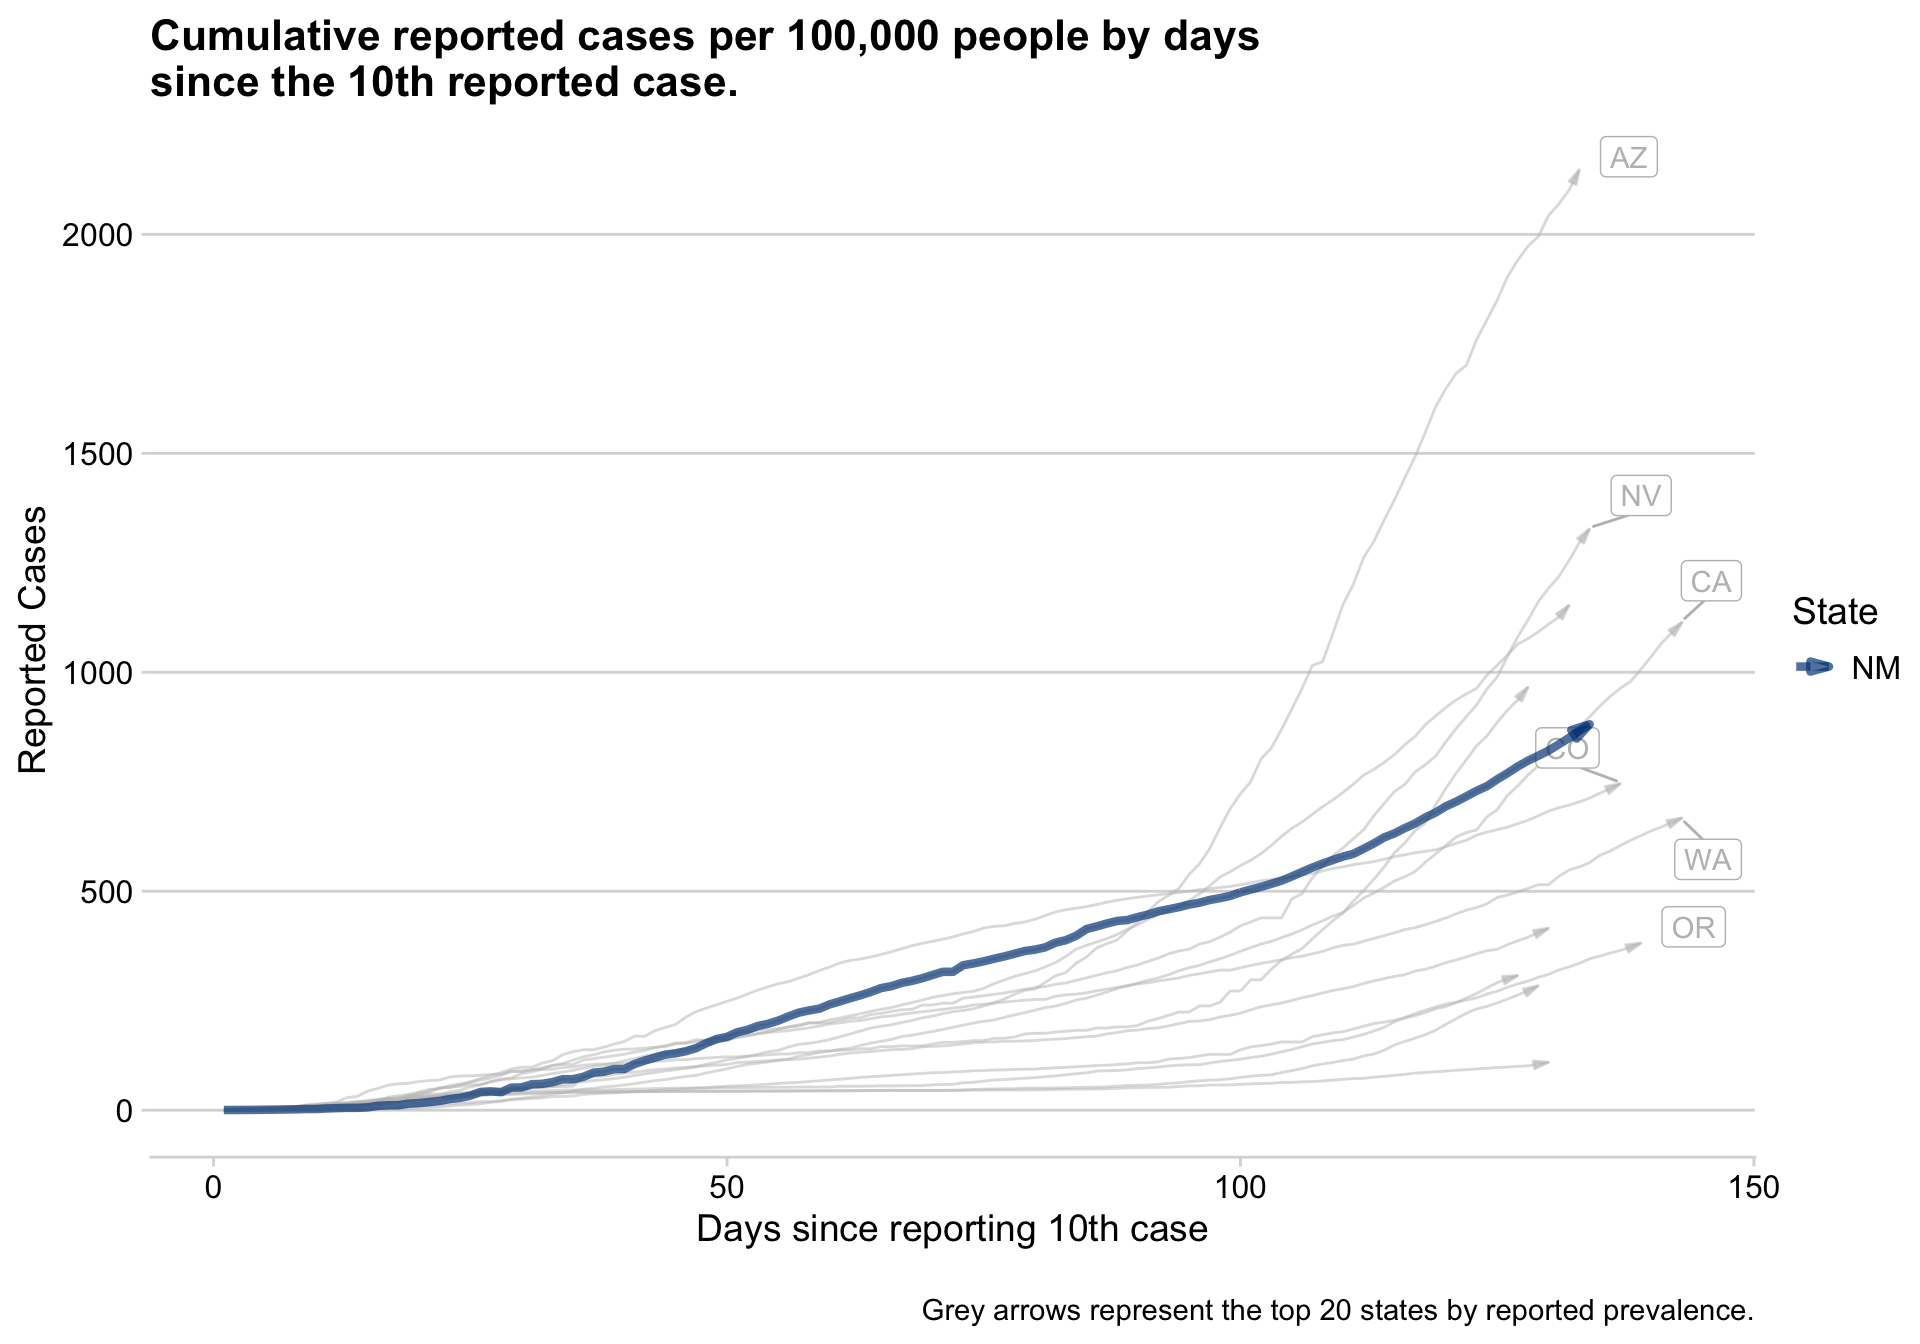 Cumulative reported cases per 100,000 people by days
since the 10th reported case.
AZ
2000
1500
NV
CA
Reported Cases
State
1000
NM
CO
WA
500
OR
0
0 50 100 150
Days since reporting 10th case
Grey arrows represent the top 20 states by reported prevalence.